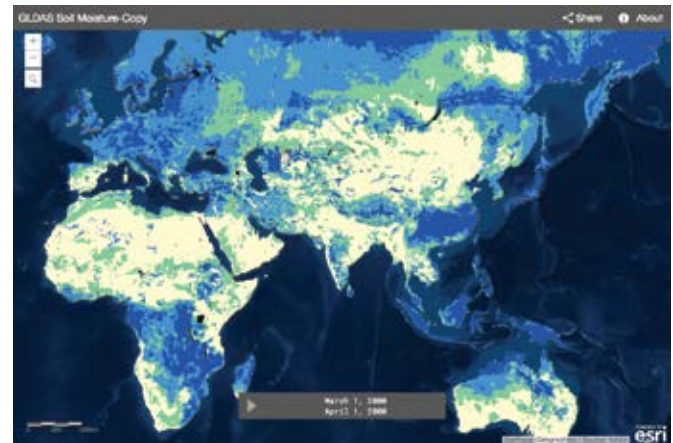 GLDAS Soil Moisture-Copy
Share
About
March 1, 2000
April 1, 2000
esri